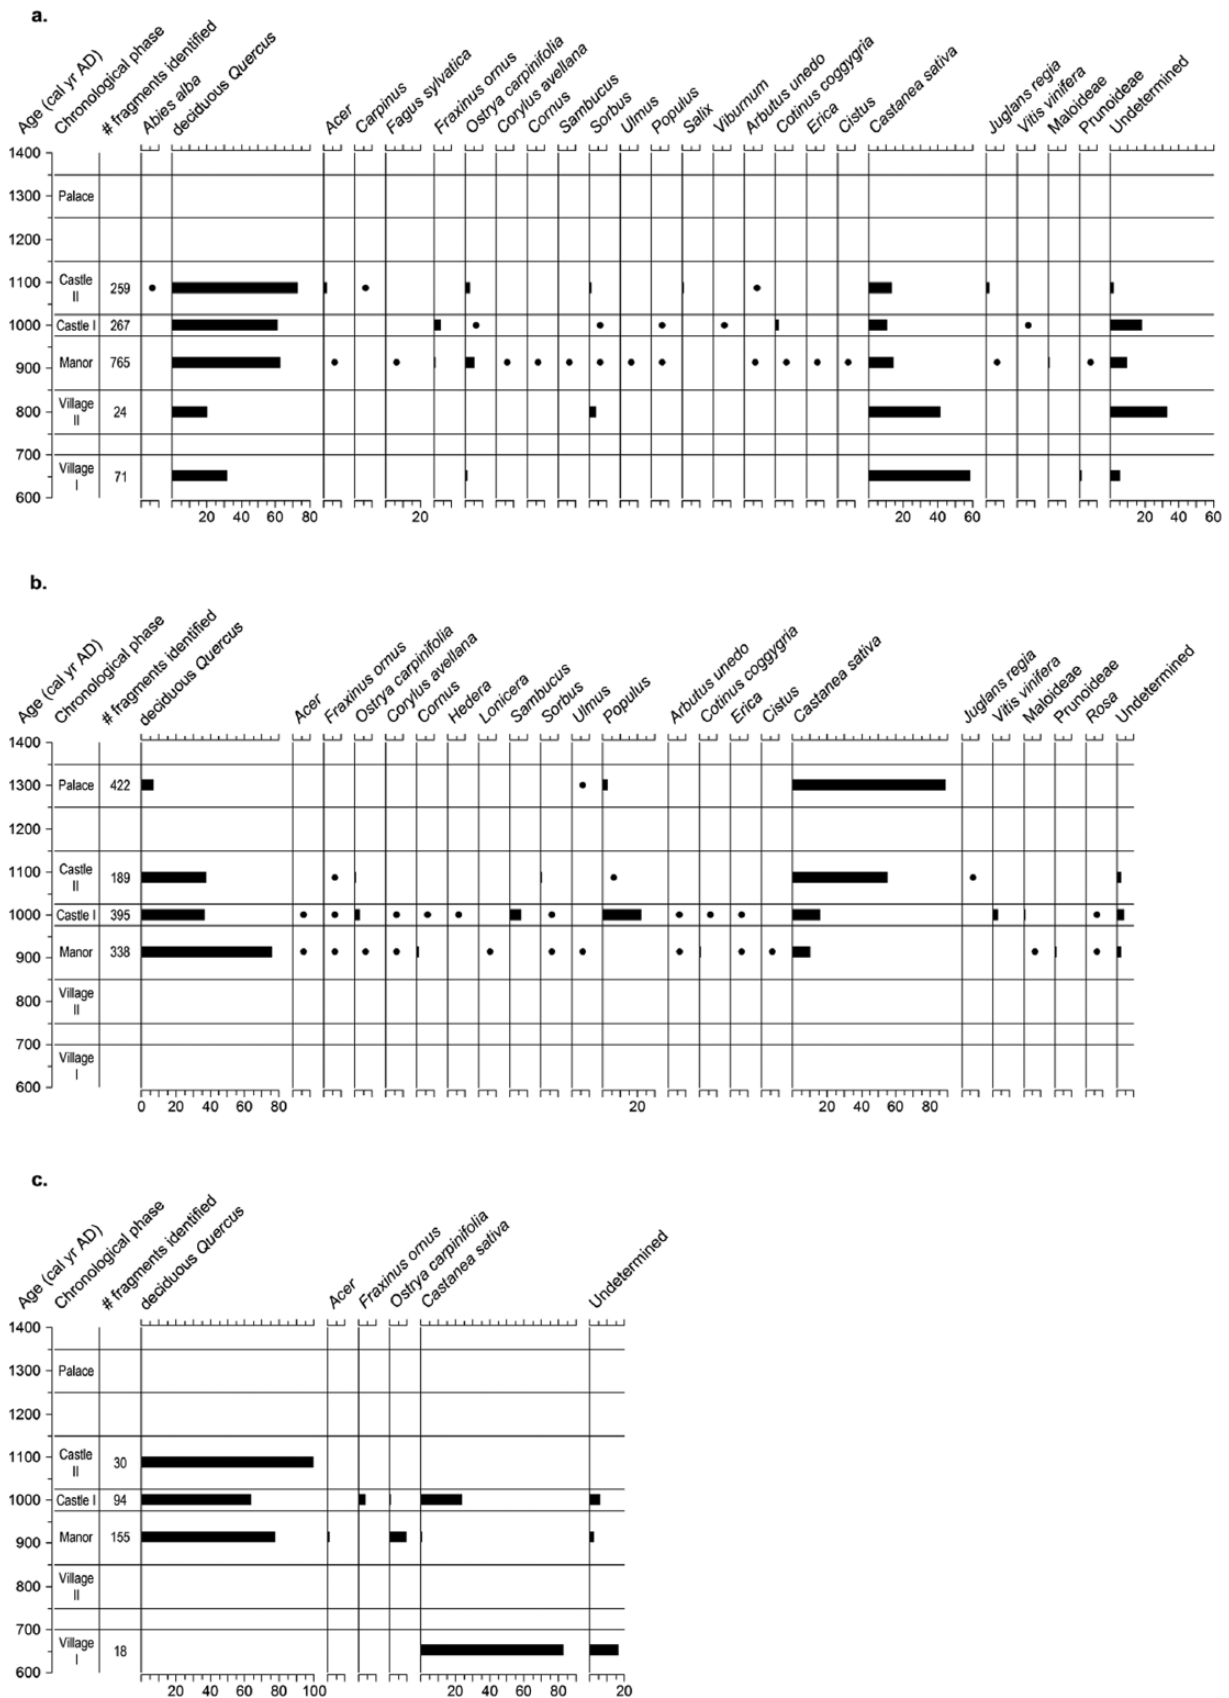 a.
Age (cal yr AD)
Chronological phase
# fragments identified
Abies alba
deciduous Quercus
Acer
Carpinus
Fagus sylvatica
Fraxinus ornus
Ostrya carpinifolia
Corylus avellana
Cornus
Sambucus
Sorbus
Ulmus
Populus
Salix
Viburnum
Arbutus unedo
Cotinus coggygria
Erica
Cistus
Castanea sativa
Juglans regia
Vitis vinifera
Maloideae
Prunoideae
Undetermined
1400
1300 Palace
1200
1100 Castle II 259
1000 Castle I 267
900 Manor 765
800 Village II 24
700
Village I 71
600
20 40 60 80 20 20 40 60 20 40 60
b.
Age (cal yr AD)
Chronological phase
# fragments identified
deciduous Quercus
Acer
Fraxinus ornus
Ostrya carpinifolia
Corylus avellana
Cornus
Hedera
Lonicera
Sambucus
Sorbus
Ulmus
Populus
Arbutus unedo
Cotinus coggygria
Erica
Cistus
Castanea sativa
Juglans regia
Vitis vinifera
Maloideae
Prunoideae
Rosa
Undetermined
1400
1300 Palace 422
1200
1100 Castle II 189
1000 Castle I 395
900 Manor 338
800 Village II
700
Village I
600
0 20 40 60 80 20 20 40 60 80
c.
Age (cal yr AD)
Chronological phase
# fragments identified
deciduous Quercus
Acer
Fraxinus ornus
Ostrya carpinifolia
Castanea sativa
Undetermined
1400
1300 Palace
1200
1100 Castle II 30
1000 Castle I 94
900 Manor 155
800 Village II
700
Village I 18
600
20 40 60 80 100 20 40 60 80 20